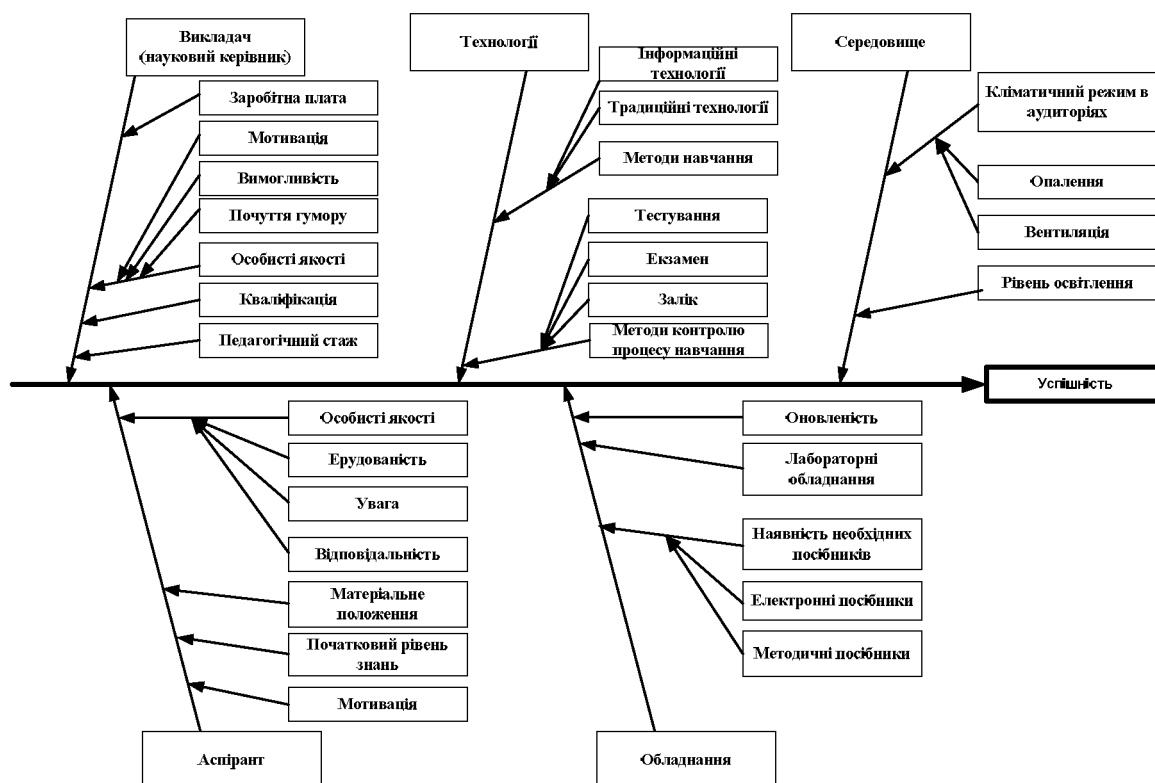 Викладач
(науковий керівник)
Заробітна плата
Мотивація
Вимогливість
Почуття гумору
Особисті якості
Кваліфікація
Педагогічний стаж
Технології
Інформаційні
технології
Традиційні технології
Методи навчання
Тестування
Екзамен
Залік
Методи контролю
процесу навчання
Середовище
Кліматичний режим в
аудиторіях
Опалення
Вентиляція
Рівень освітлення
Успішність
Особисті якості
Ерудованість
Увага
Відповідальність
Матеріальне
положення
Початковий рівень
знань
Мотивація
Аспірант
Оновленість
Лабораторні
обладнання
Наявність необхідних
посібників
Електронні посібники
Методичні посібники
Обладнання